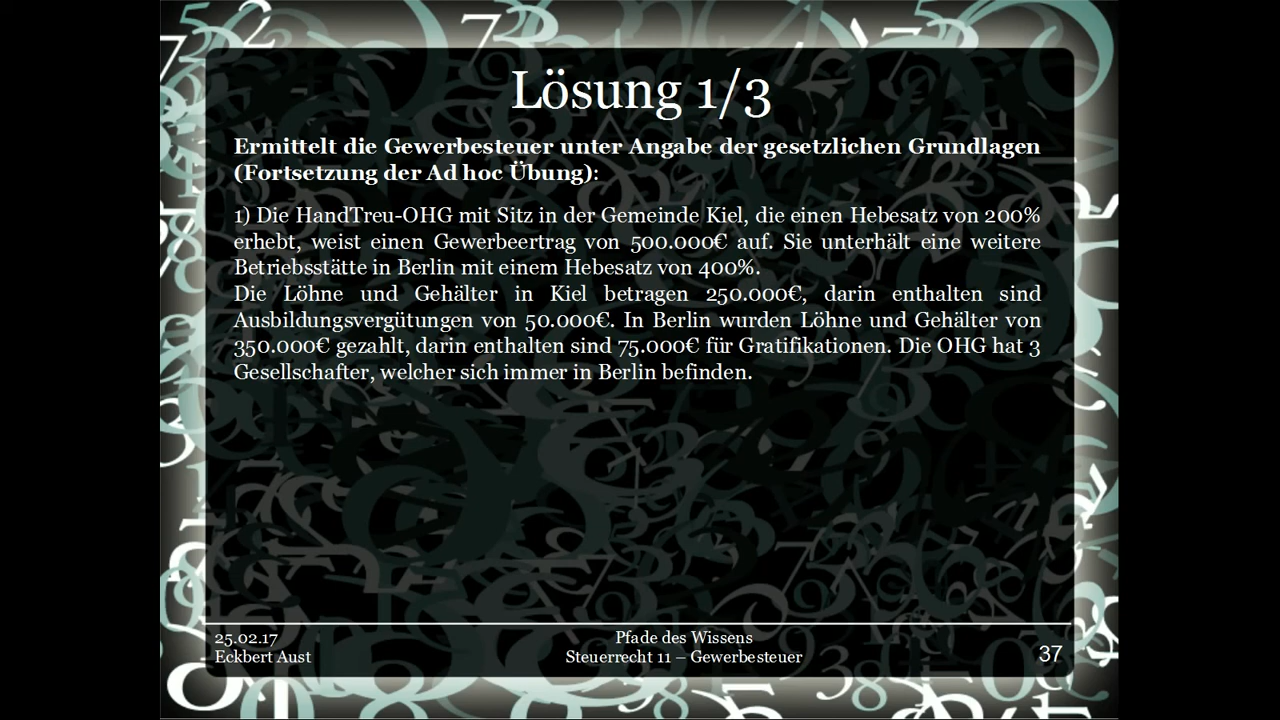 Lösung 1/3
Ermittelt die Gewerbesteuer unter Angabe der gesetzlichen Grundlagen
(Fortsetzung der Ad hoc Übung):
1) Die HandTreu-OHG mit Sitz in der Gemeinde Kiel, die einen Hebesatz von 200%
erhebt, weist einen Gewerbeertrag von 500.000€ auf. Sie unterhält eine weitere
Betriebsstätte in Berlin mit einem Hebesatz von 400%.
Die Löhne und Gehälter in Kiel betragen 250.000€, darin enthalten sind
Ausbildungsvergütungen von 50.000€. In Berlin wurden Löhne und Gehälter von
350.000€ gezahlt, darin enthalten sind 75.000€ für Gratifikationen. Die OHG hat 3
Gesellschafter, welcher sich immer in Berlin befinden.
25.02.17
Eckbert Aust
Pfade des Wissens
Steuerrecht 11 – Gewerbesteuer
37